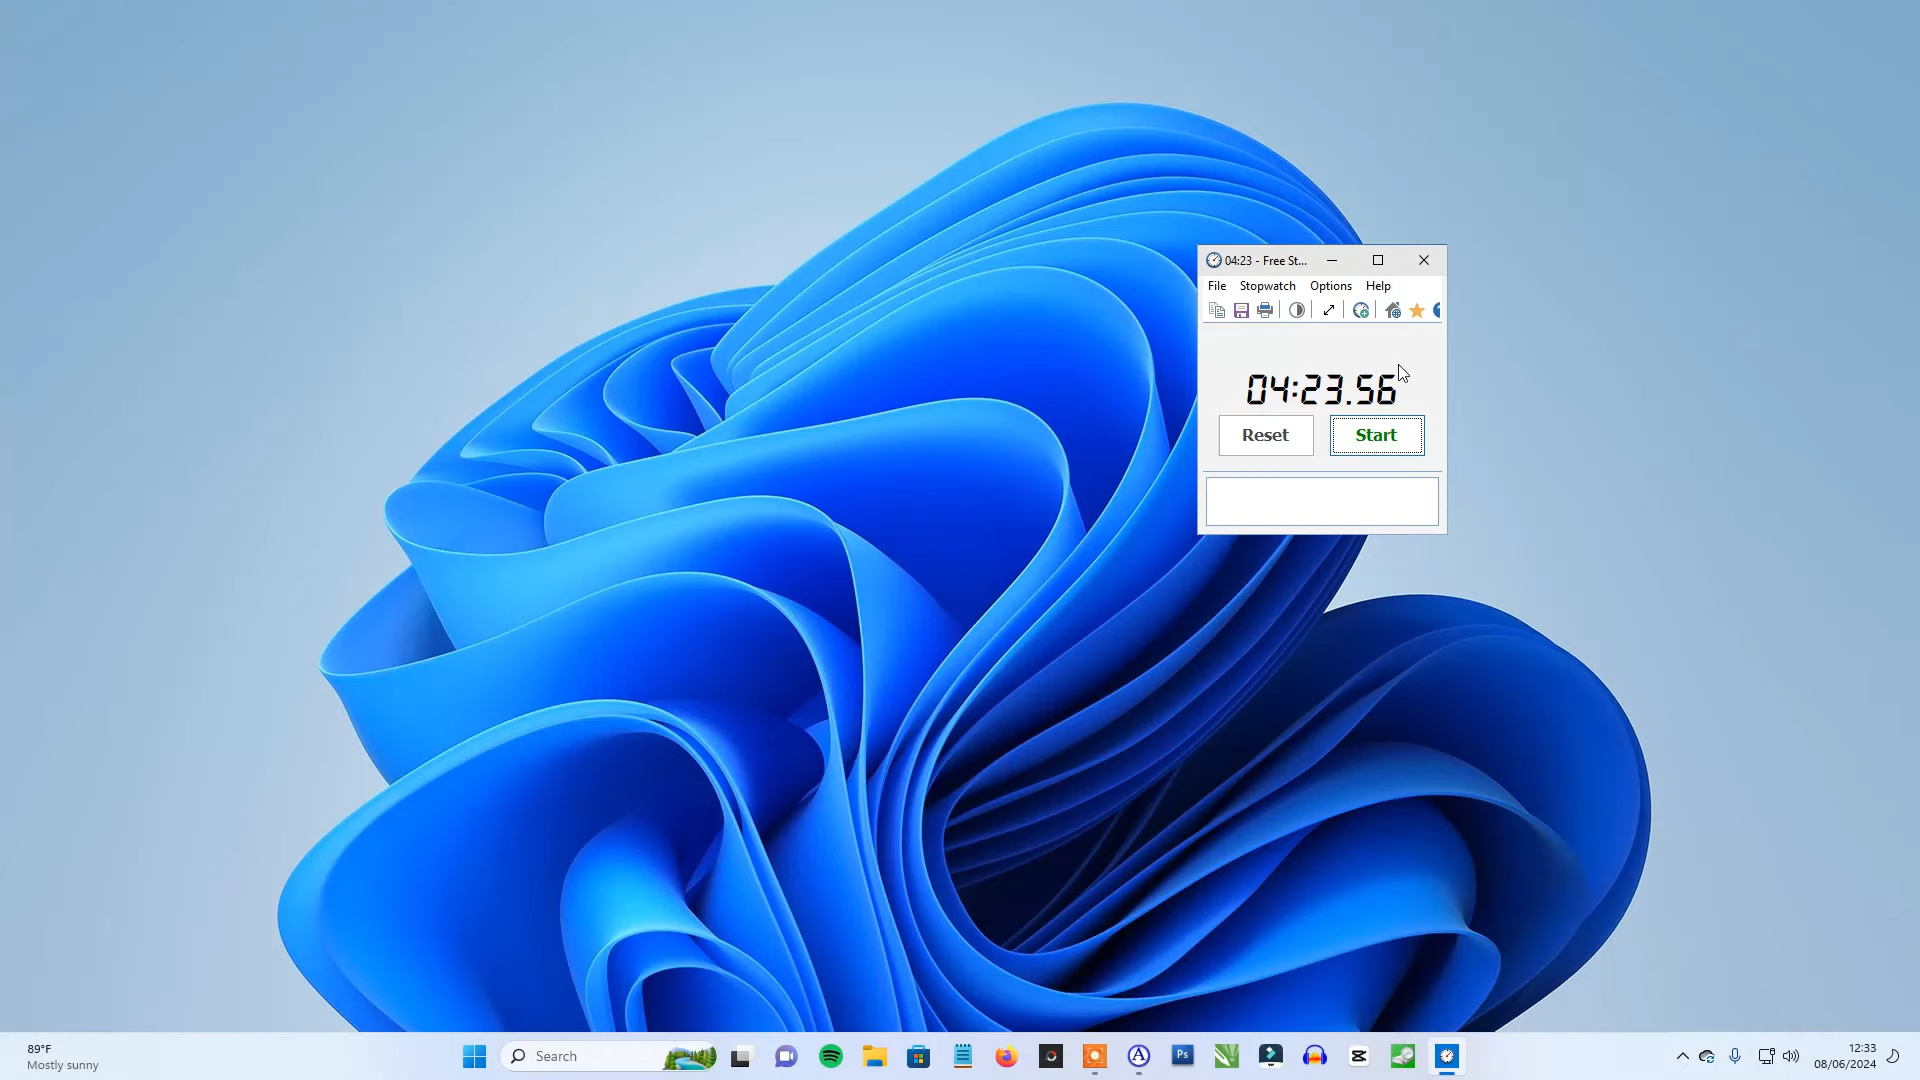 04:23 - Free St...
File Stopwatch Options Help
04:23.56
Reset Start
89°F
Mostly sunny
Search
Ps
12:33
08/06/2024